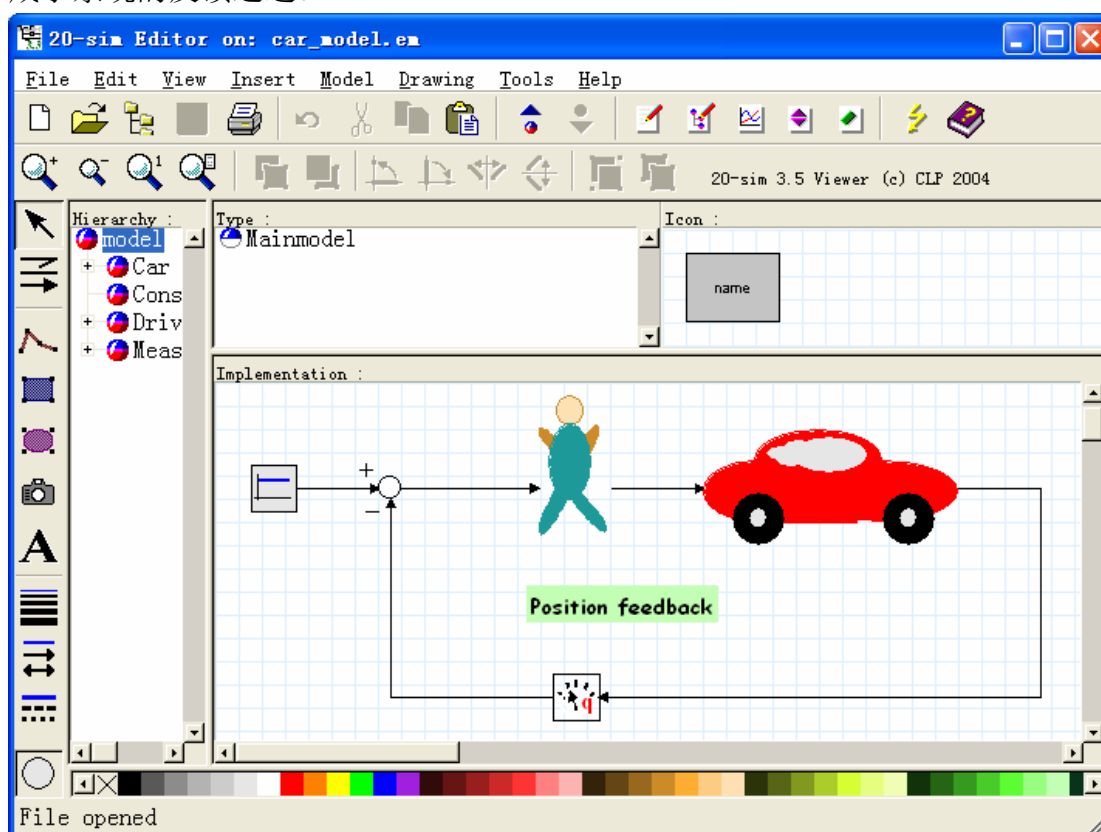 20-sim Editor on: car_model.em
File Edit View Insert Model Drawing Tools Help
20-sim 3.5 Viewer (c) CLP 2004
Hierarchy :
model
Car
Cons
Driv
Meas
Type :
Mainmodel
Icon :
name
Implementation :
+
−
Position feedback
q
A
File opened